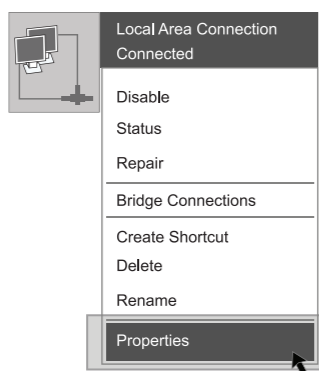 Local Area Connection
Connected
Disable
Status
Repair
Bridge Connections
Create Shortcut
Delete
Rename
Properties